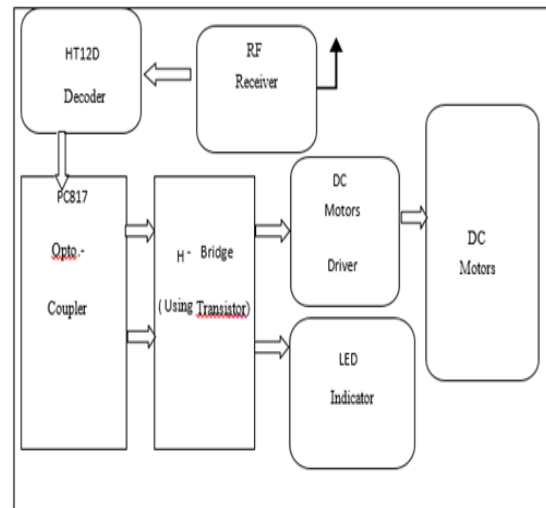 HT12D
Decoder
RF
Receiver
PC817
Opto.-
Coupler
H- Bridge
( Using Transistor)
DC
Motors
Driver
LED
Indicator
DC
Motors